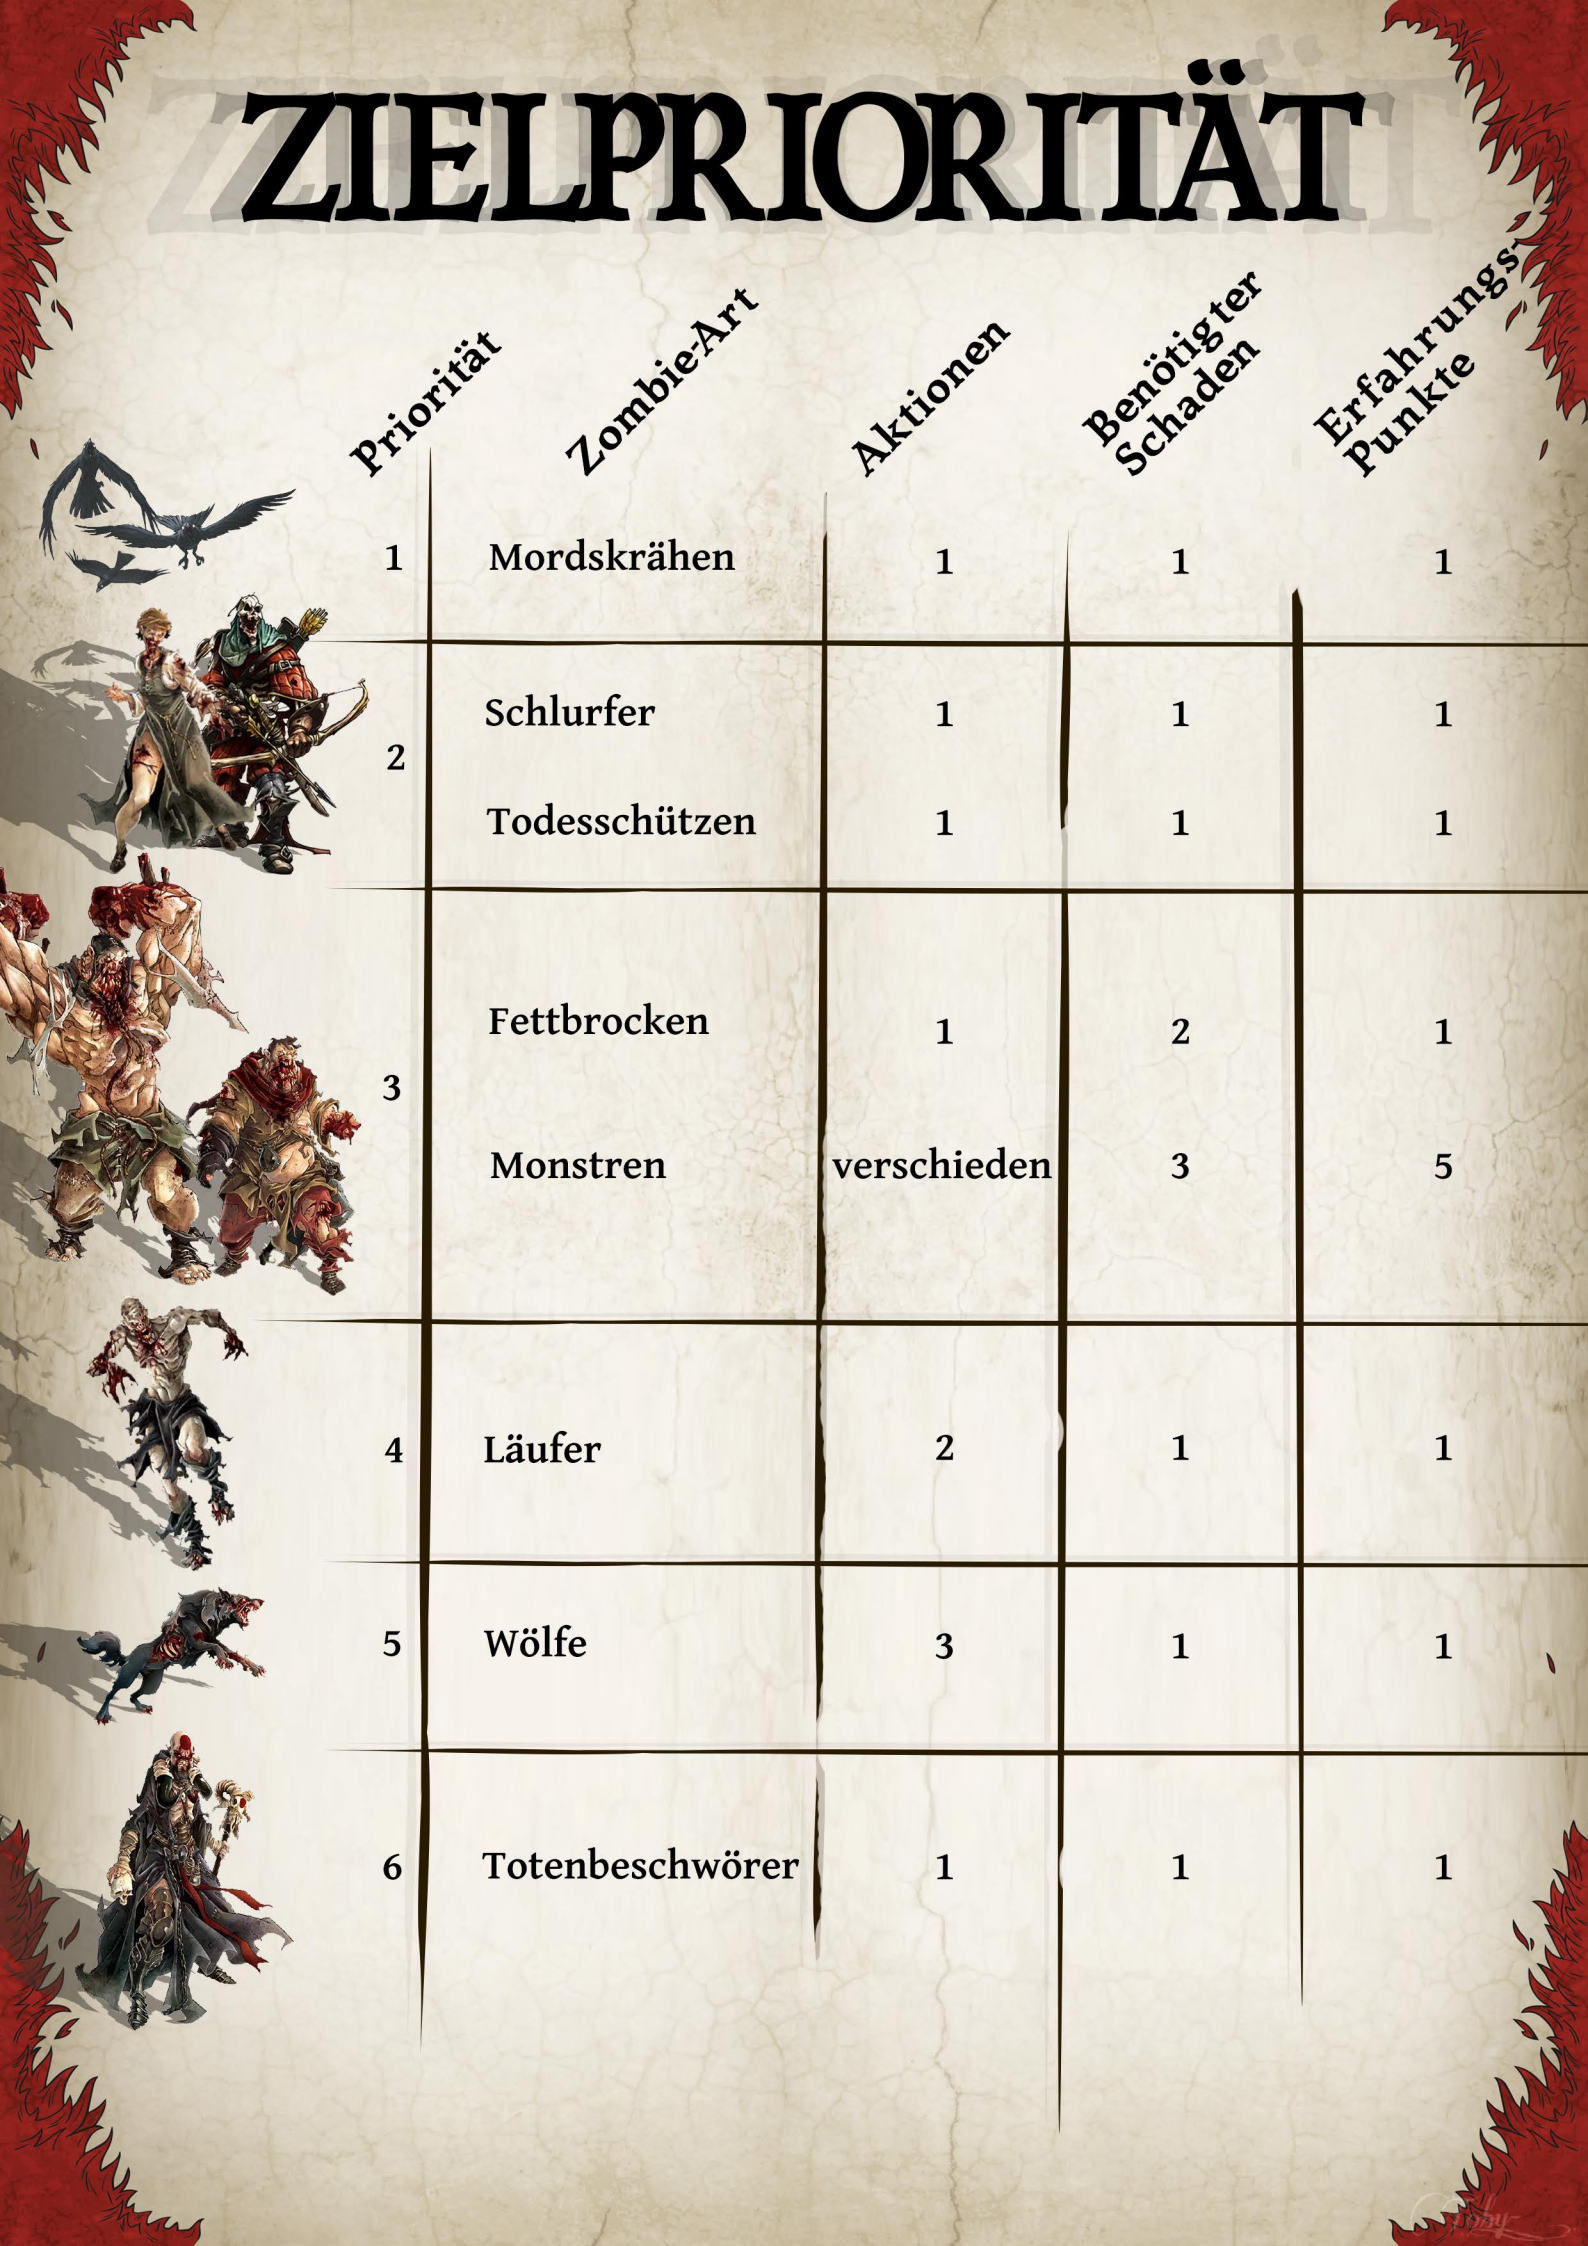 ZIELPRIORITÄT
Priorität
Zombie-Art
Aktionen
Benötigter
Schaden
Erfahrungs-
Punkte
1 Mordskrähen 1 1 1
Schlurfer 1 1 1
2
Todesschützen 1 1 1
Fettbrocken 1 2 1
3
Monstren verschieden 3 5
4 Läufer 2 1 1
5 Wölfe 3 1 1
6 Totenbeschwörer 1 1 1